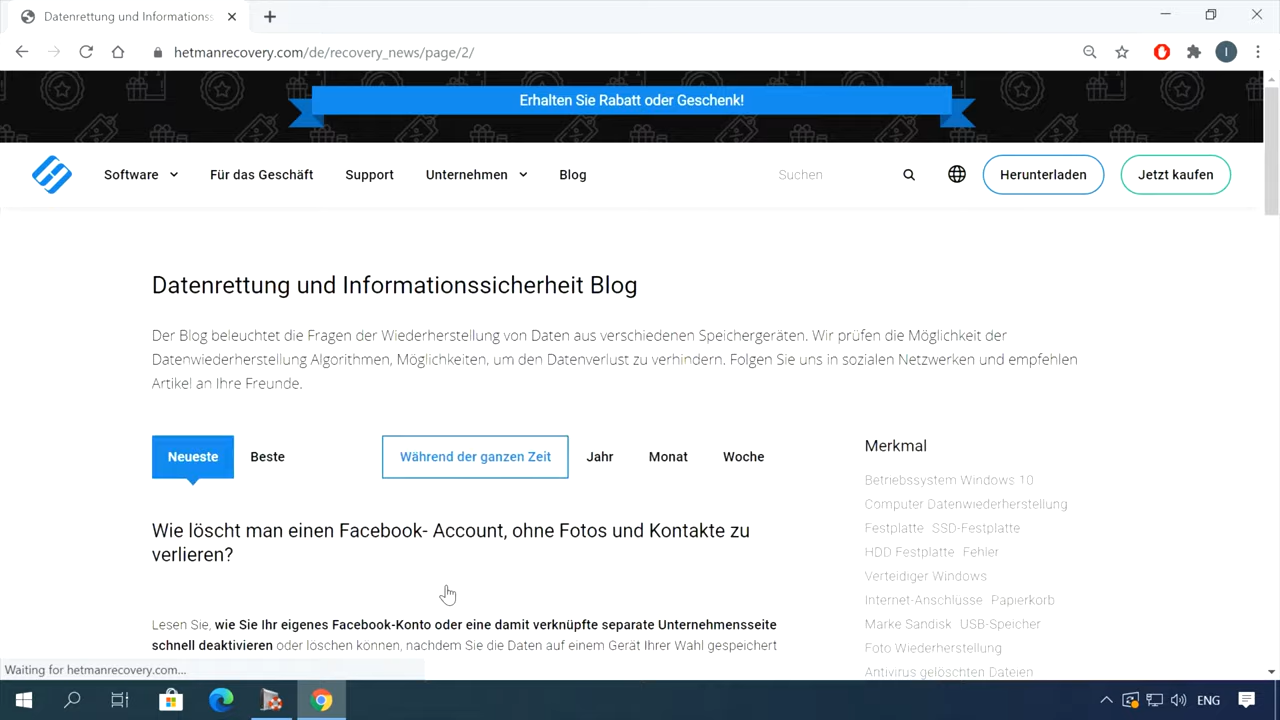 Datenrettung und Informations
hetmanrecovery.com/de/recovery_news/page/2/
I
Erhalten Sie Rabatt oder Geschenk!
Software Für das Geschäft Support Unternehmen Blog Suchen Herunterladen Jetzt kaufen
Datenrettung und Informationssicherheit Blog
Der Blog beleuchtet die Fragen der Wiederherstellung von Daten aus verschiedenen Speichergeräten. Wir prüfen die Möglichkeit der
Datenwiederherstellung Algorithmen, Möglichkeiten, um den Datenverlust zu verhindern. Folgen Sie uns in sozialen Netzwerken und empfehlen
Artikel an Ihre Freunde.
Neueste Beste Während der ganzen Zeit Jahr Monat Woche
Wie löscht man einen Facebook- Account, ohne Fotos und Kontakte zu
verlieren?
Lesen Sie, wie Sie Ihr eigenes Facebook-Konto oder eine damit verknüpfte separate Unternehmensseite
schnell deaktivieren oder löschen können, nachdem Sie die Daten auf einem Gerät Ihrer Wahl gespeichert
Merkmal
Betriebssystem Windows 10
Computer Datenwiederherstellung
Festplatte SSD-Festplatte
HDD Festplatte Fehler
Verteidiger Windows
Internet-Anschlüsse Papierkorb
Marke Sandisk USB-Speicher
Foto Wiederherstellung
Antivirus gelöschten Dateien
Waiting for hetmanrecovery.com...
ENG